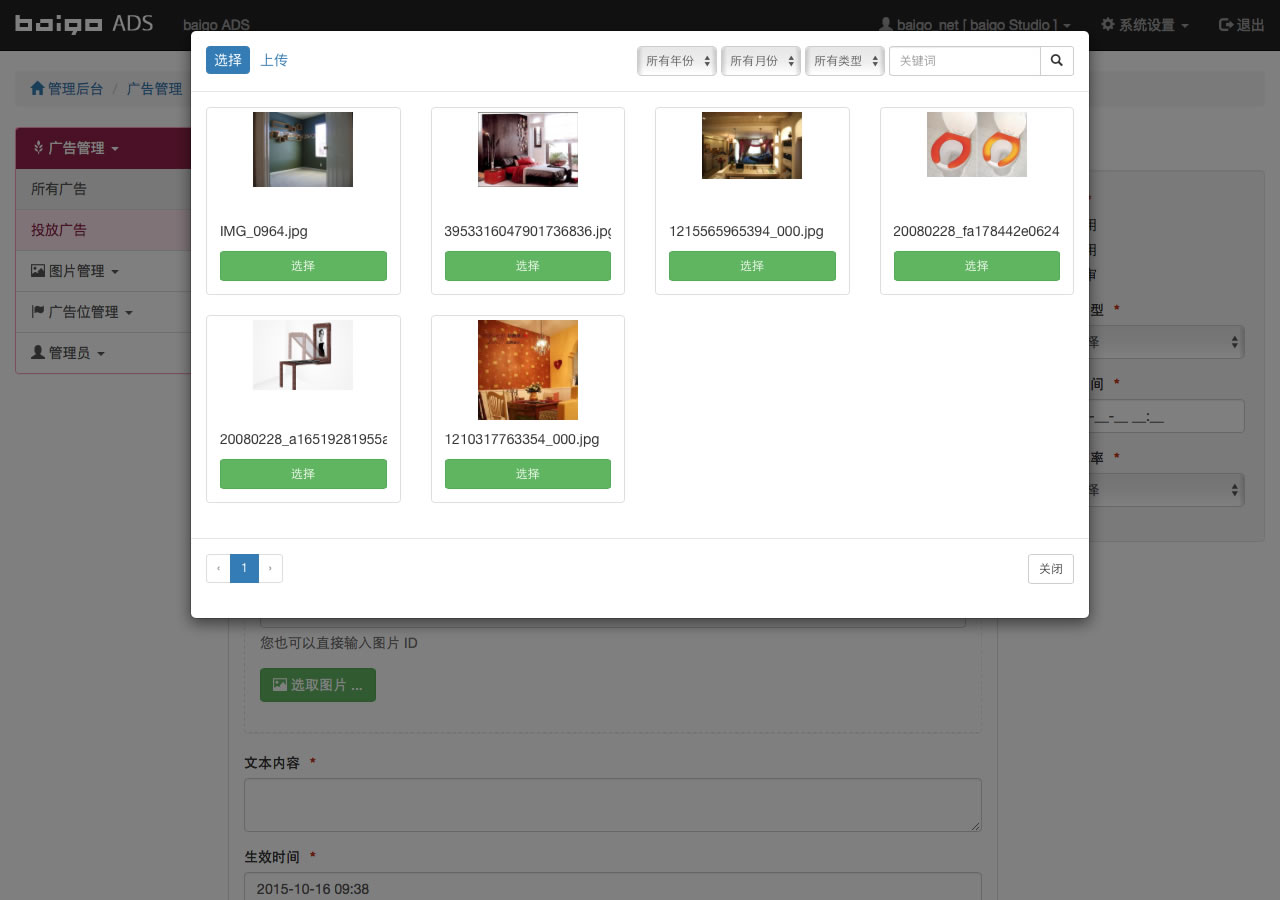 baigo ADS
baigo ADS
baigo_net [ baigo Studio ]
系统设置
退出
选择
上传
所有年份
所有月份
所有类型
关键词
管理后台 / 广告管理
广告管理
所有广告
投放广告
图片管理
广告位管理
管理员
IMG_0964.jpg
3953316047901736836.jpg
1215565965394_000.jpg
20080228_fa178442e0624
选择
选择
选择
选择
20080228_a16519281955a
1210317763354_000.jpg
选择
选择
型 *
择
间 *
-__-__ __:__
率 *
择
‹ 1 ›
关闭
您也可以直接输入图片 ID
选取图片 ...
文本内容 *
生效时间 *
2015-10-16 09:38